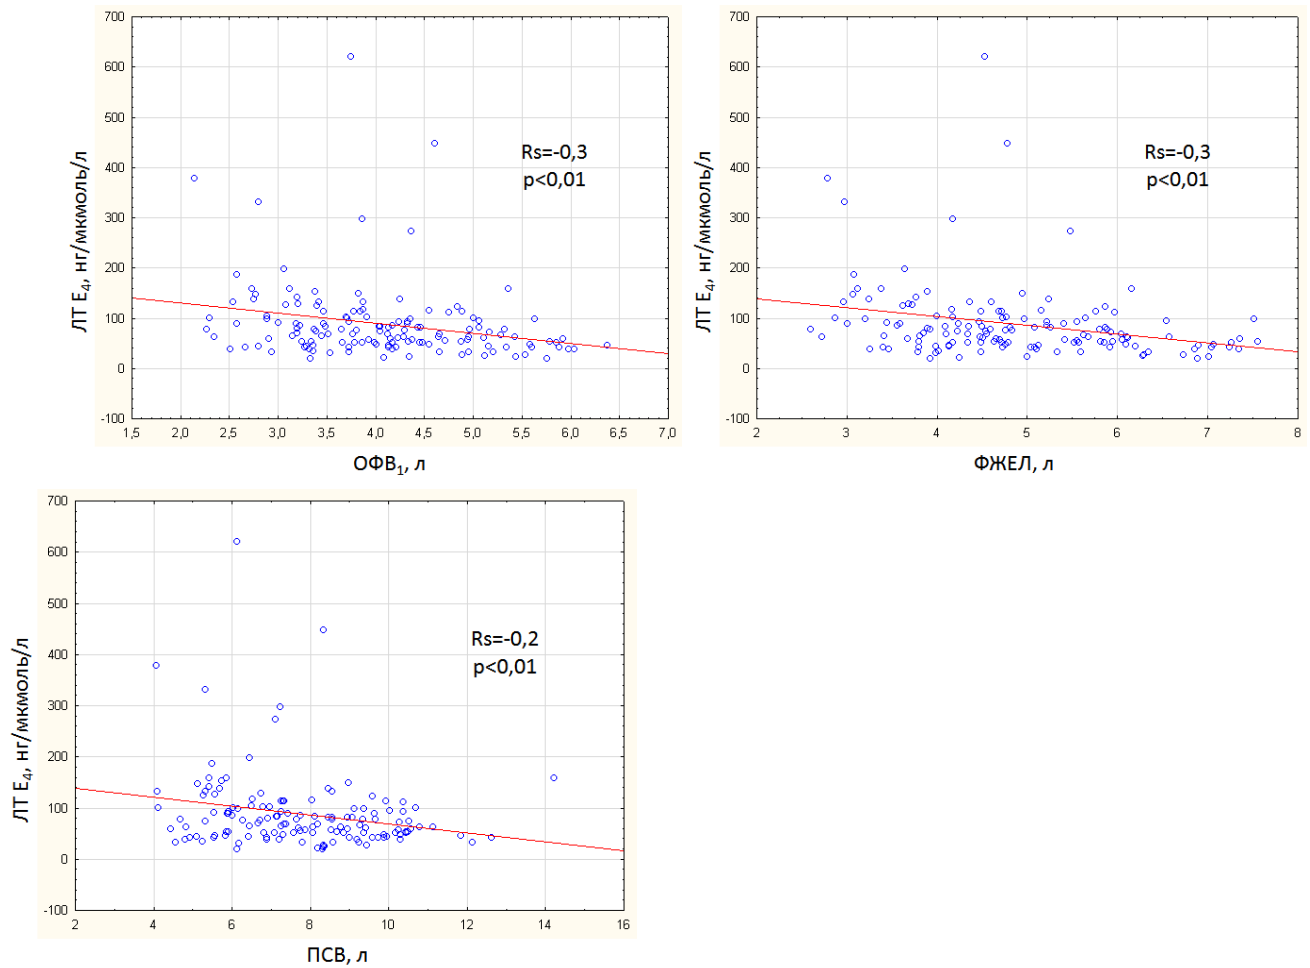 700
600
500
400
300
200
100
0
-100
ЛТ E₄, нг/мкмоль/л
Rs=-0,3
p<0,01
1,5 2,0 2,5 3,0 3,5 4,0 4,5 5,0 5,5 6,0 6,5 7,0
ОФВ₁, л
700
600
500
400
300
200
100
0
-100
ЛТ E₄, нг/мкмоль/л
Rs=-0,3
p<0,01
2 3 4 5 6 7 8
ФЖЕЛ, л
700
600
500
400
300
200
100
0
-100
ЛТ E₄, нг/мкмоль/л
Rs=-0,2
p<0,01
2 4 6 8 10 12 14 16
ПСВ, л